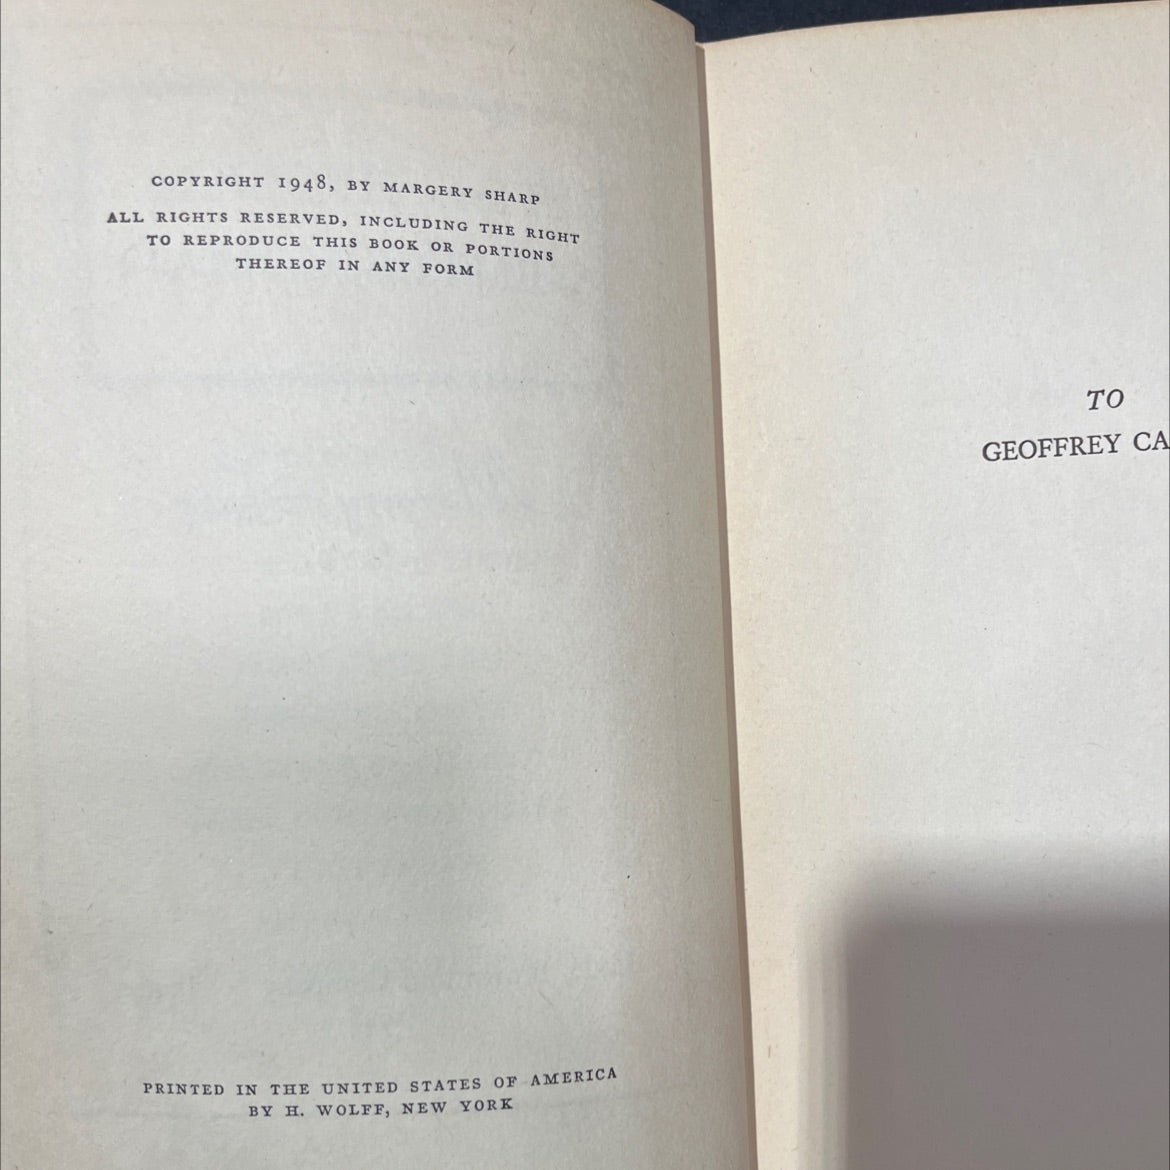 COPYRIGHT 1948, BY MARGERY SHARP
ALL RIGHTS RESERVED, INCLUDING THE RIGHT
TO REPRODUCE THIS BOOK OR PORTIONS
THEREOF IN ANY FORM
PRINTED IN THE UNITED STATES OF AMERICA
BY H. WOLFF, NEW YORK
TO
GEOFFREY CA